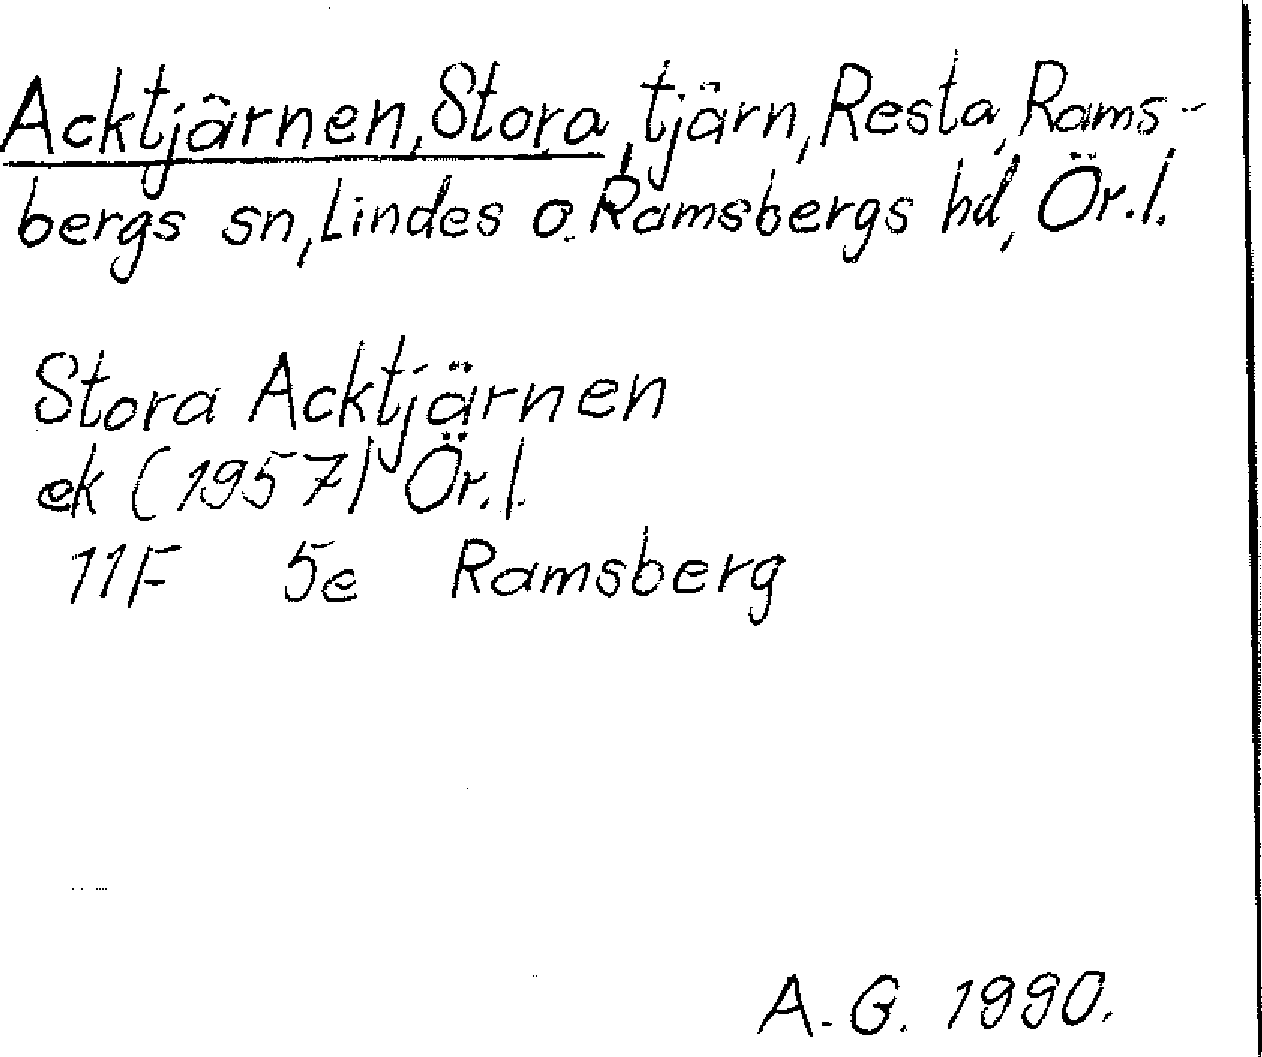 Acktjärnen, Stora, tjärn, Resta, Rams-
bergs sn, Lindes o. Ramsbergs hd, Ör. l.
Stora Acktjärnen
ek (1957) Ör. l.
11F 5e Ramsberg
A. G. 1990.